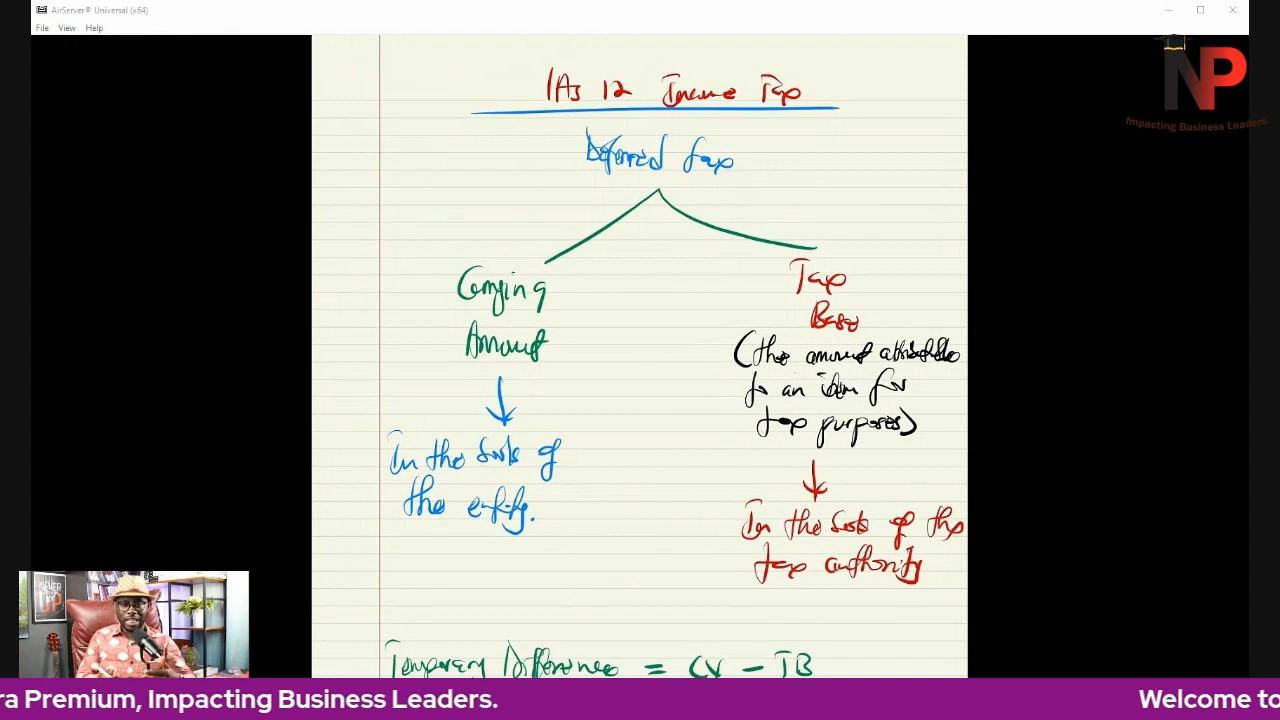 AirServer® Universal (x64)
File View Help
NP
Impacting Business Leaders
IAS 12 Income Tax
Deferred Tax
Carrying
Amount
Tax
Base
(the amount attributable
to an item for
tax purposes)
In the books of
the entity.
In the books of the
tax authority
Temporary Difference = CV - TB
ra Premium, Impacting Business Leaders.
Welcome to